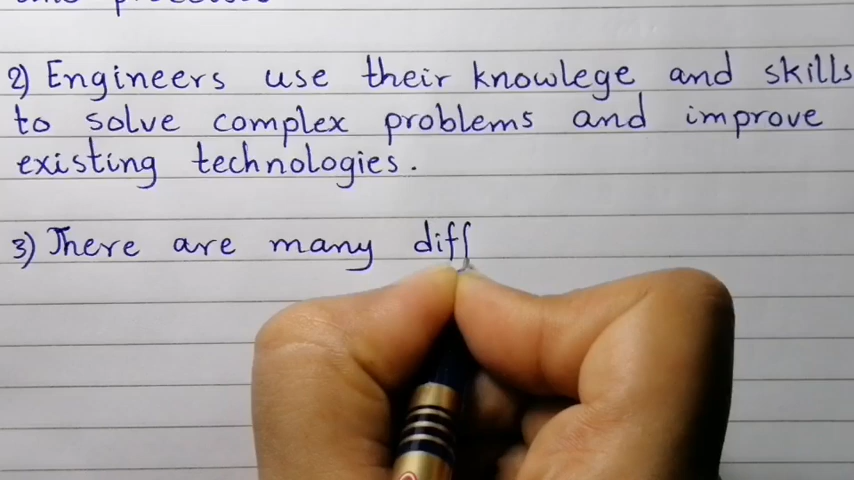 2) Engineers use their knowlege and skills
to solve complex problems and improve
existing technologies.
3) There are many diff